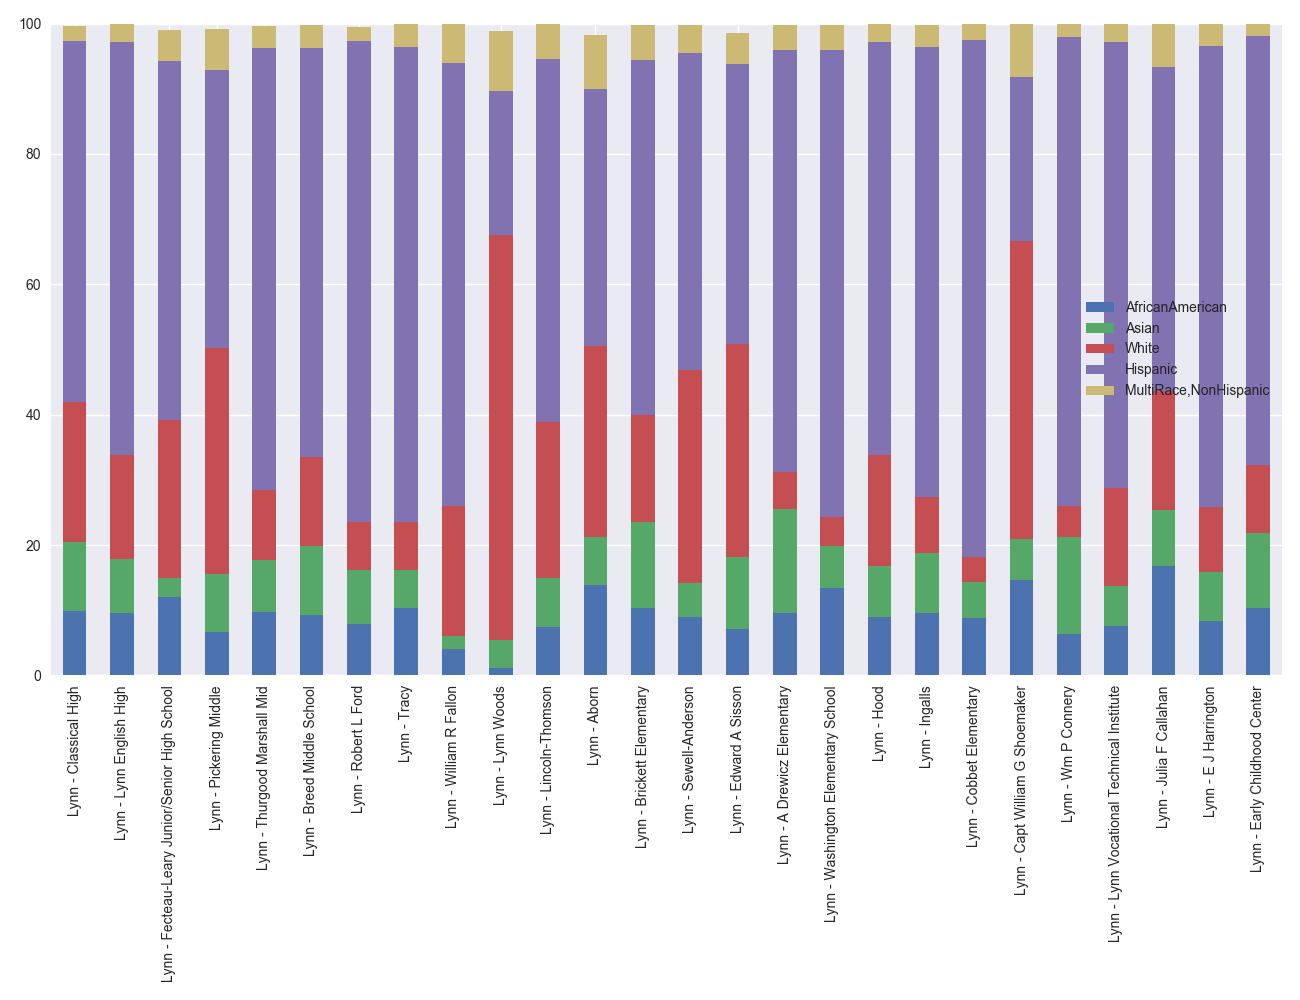 100
80
60
40
20
0
AfricanAmerican
Asian
White
Hispanic
MultiRace,NonHispanic
Lynn - Classical High
Lynn - Lynn English High
Lynn - Fecteau-Leary Junior/Senior High School
Lynn - Pickering Middle
Lynn - Thurgood Marshall Mid
Lynn - Breed Middle School
Lynn - Robert L Ford
Lynn - Tracy
Lynn - William R Fallon
Lynn - Lynn Woods
Lynn - Lincoln-Thomson
Lynn - Aborn
Lynn - Brickett Elementary
Lynn - Sewell-Anderson
Lynn - Edward A Sisson
Lynn - A Drewicz Elementary
Lynn - Washington Elementary School
Lynn - Hood
Lynn - Ingalls
Lynn - Cobbet Elementary
Lynn - Capt William G Shoemaker
Lynn - Wm P Connery
Lynn - Lynn Vocational Technical Institute
Lynn - Julia F Callahan
Lynn - E J Harrington
Lynn - Early Childhood Center